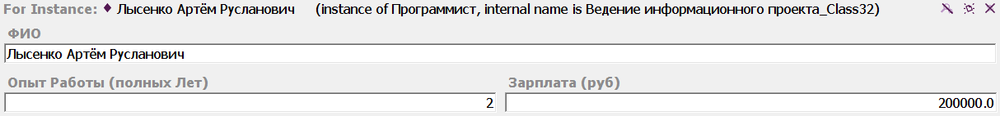 For Instance: Лысенко Артём Русланович (instance of Программист, internal name is Ведение информационного проекта_Class32)
ФИО
Лысенко Артём Русланович
Опыт Работы (полных Лет) Зарплата (руб)
2 200000.0